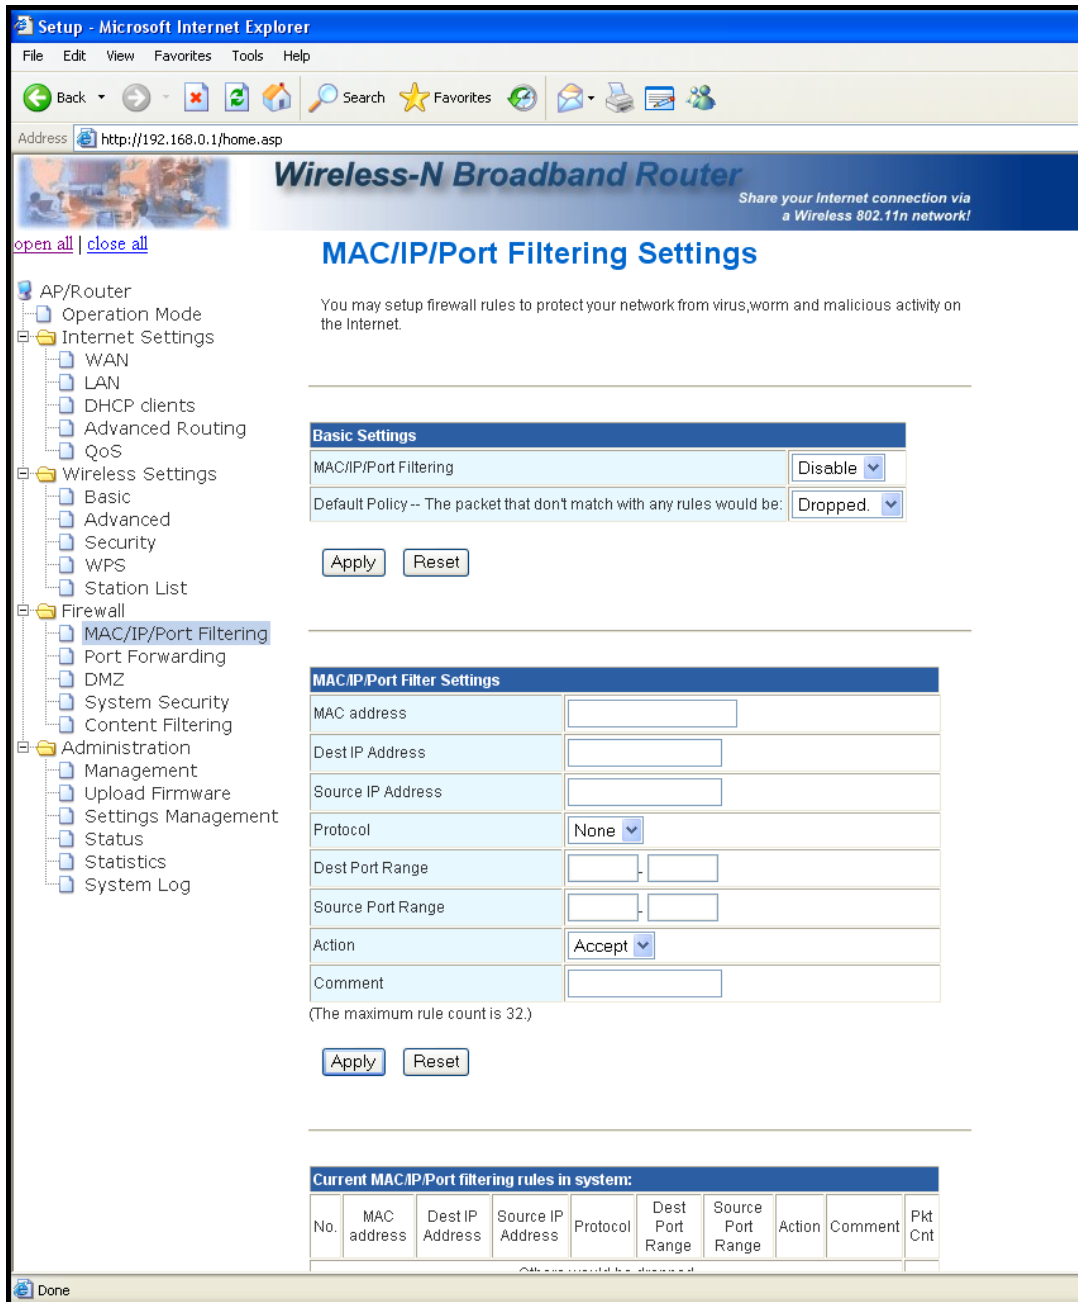 Setup - Microsoft Internet Explorer
File Edit View Favorites Tools Help
Back Search Favorites
Address http://192.168.0.1/home.asp
Wireless-N Broadband Router
Share your Internet connection via
a Wireless 802.11n network!
open all | close all
AP/Router
Operation Mode
Internet Settings
WAN
LAN
DHCP clients
Advanced Routing
QoS
Wireless Settings
Basic
Advanced
Security
WPS
Station List
Firewall
MAC/IP/Port Filtering
Port Forwarding
DMZ
System Security
Content Filtering
Administration
Management
Upload Firmware
Settings Management
Status
Statistics
System Log
MAC/IP/Port Filtering Settings
You may setup firewall rules to protect your network from virus,worm and malicious activity on
the Internet.
Basic Settings
MAC/IP/Port Filtering Disable
Default Policy -- The packet that don't match with any rules would be: Dropped.
Apply Reset
MAC/IP/Port Filter Settings
MAC address
Dest IP Address
Source IP Address
Protocol None
Dest Port Range -
Source Port Range -
Action Accept
Comment
(The maximum rule count is 32.)
Apply Reset
Current MAC/IP/Port filtering rules in system:
No. MAC address Dest IP Address Source IP Address Protocol Dest Port Range Source Port Range Action Comment Pkt Cnt
Others would be dropped
Done